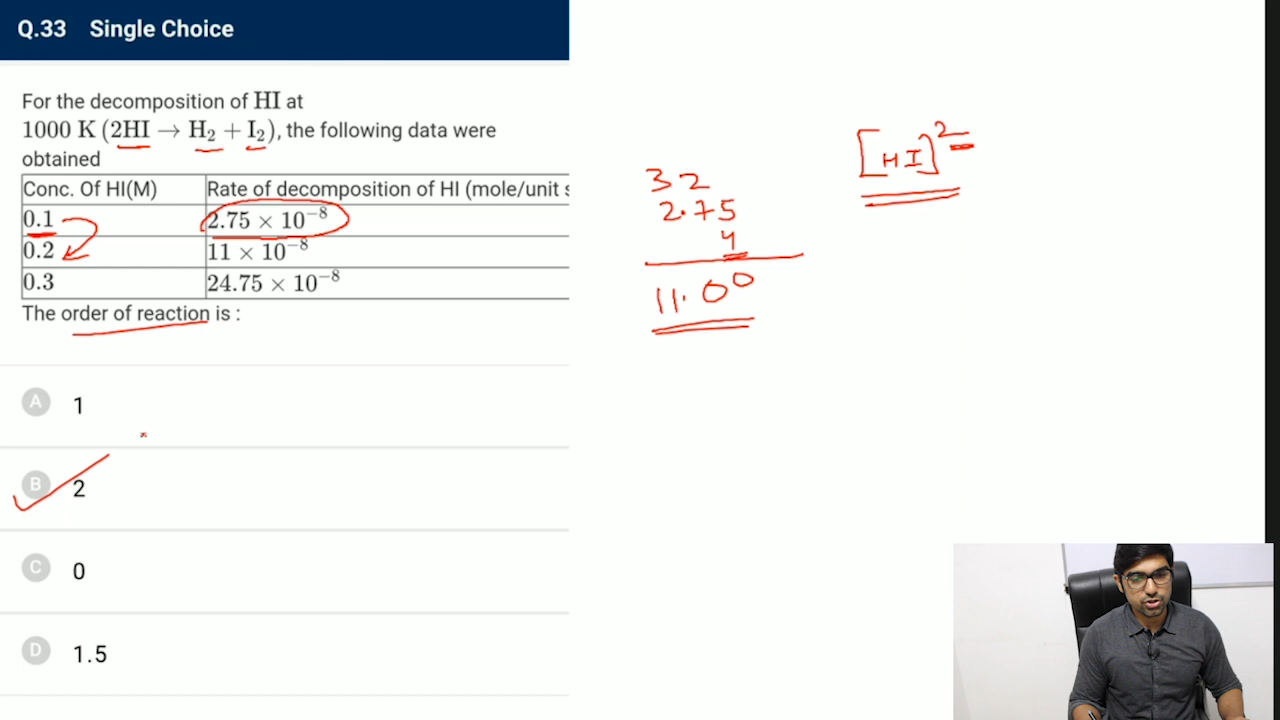 Q.33 Single Choice
For the decomposition of HI at
1000 K (2HI → H₂ + I₂), the following data were
obtained
Conc. Of HI(M) Rate of decomposition of HI (mole/unit s
0.1 2.75 × 10⁻⁸
0.2 11 × 10⁻⁸
0.3 24.75 × 10⁻⁸
The order of reaction is :
A 1
B 2
C 0
D 1.5
32
2.75
4
11.00
[HI]²